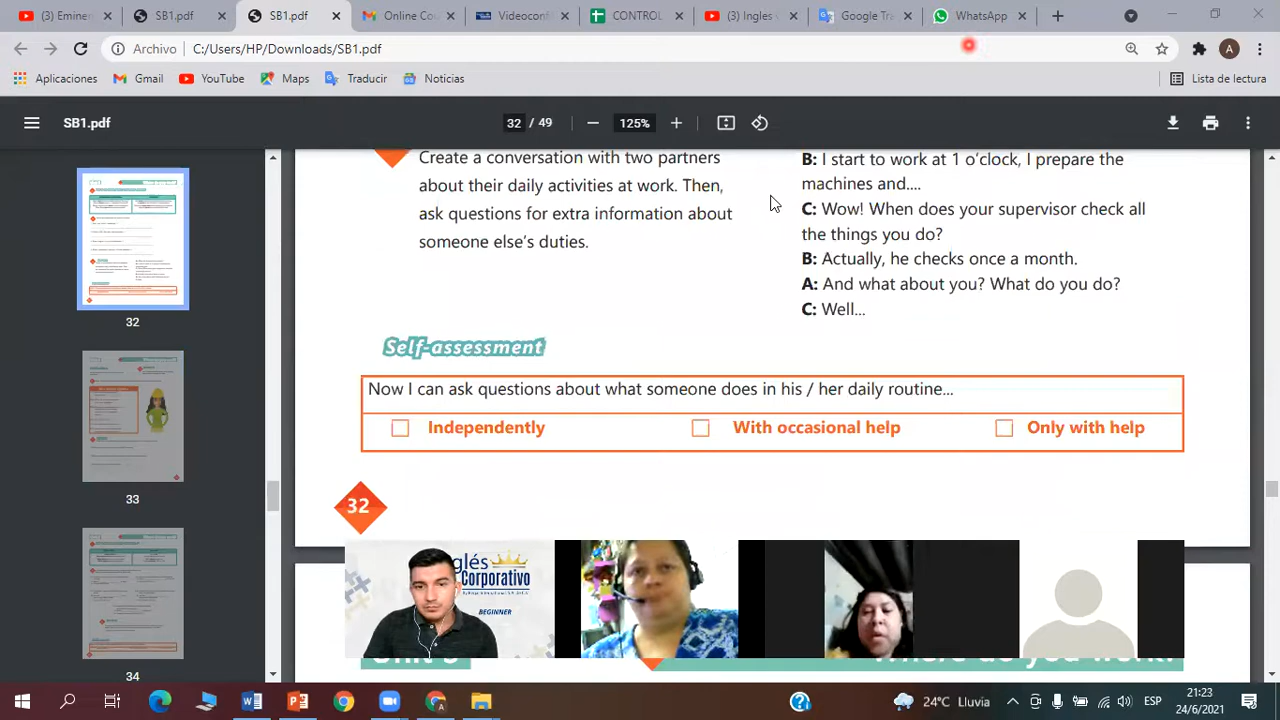 (3) Eminen
SB1.pdf
SB1.pdf
Online Cou
Videoconf
CONTROL
(3) Ingles C
Google Tra
WhatsApp
Archivo
C:/Users/HP/Downloads/SB1.pdf
A
Aplicaciones
Gmail
YouTube
Maps
Traducir
Noticias
Lista de lectura
SB1.pdf
32 / 49
125%
32
33
34
Create a conversation with two partners
about their daily activities at work. Then,
ask questions for extra information about
someone else's duties.
B: I start to work at 1 o'clock, I prepare the
machines and....
C: Wow! When does your supervisor check all
the things you do?
B: Actually, he checks once a month.
A: And what about you? What do you do?
C: Well...
Self-assessment
Now I can ask questions about what someone does in his / her daily routine...
Independently
With occasional help
Only with help
32
glés
Corporativo
BEGINNER
24°C Lluvia
ESP
21:23
24/6/2021